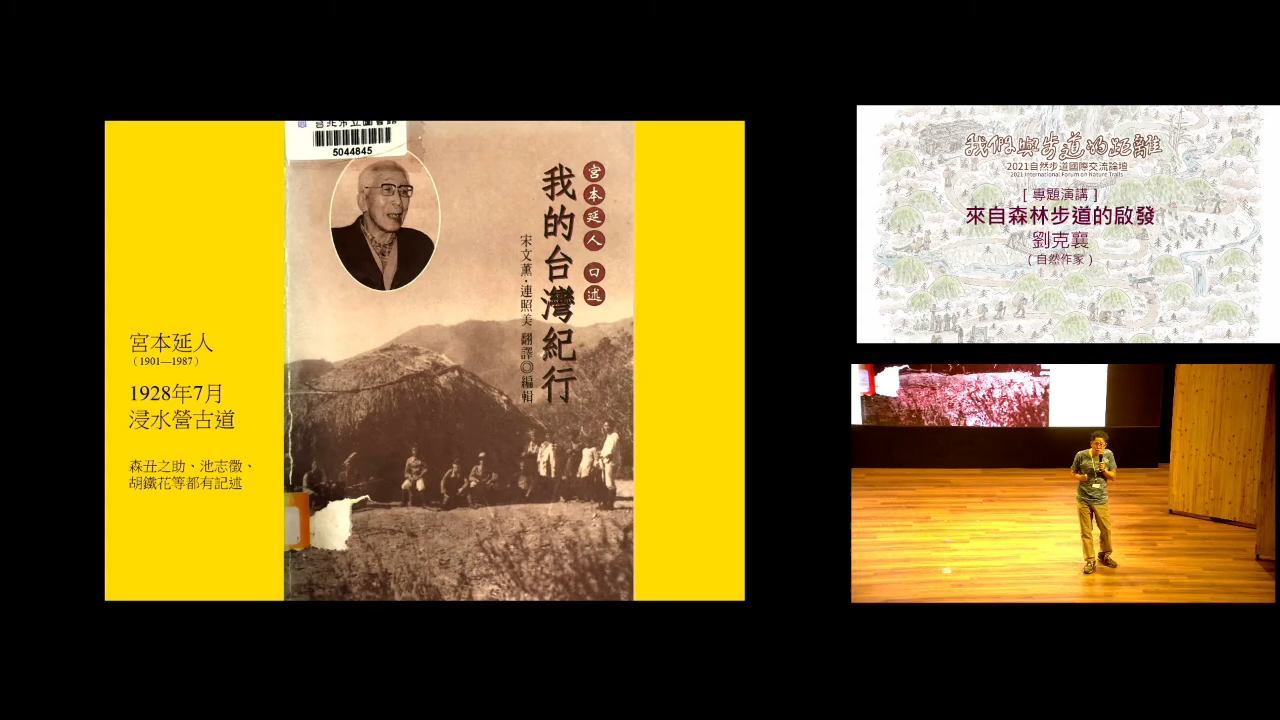 宮本延人
(1901—1987)
1928年7月
浸水營古道
森丑之助、池志徵、
胡鐵花等都有記述
台北市立圖書館
5044845
宮本延人 口述
我的台灣紀行
宋文薰·連照美 翻譯◎編輯
我們與步道的距離
2021自然步道國際交流論壇
2021 International Forum on Nature Trails
[ 專題演講 ]
來自森林步道的啟發
劉克襄
( 自然作家 )